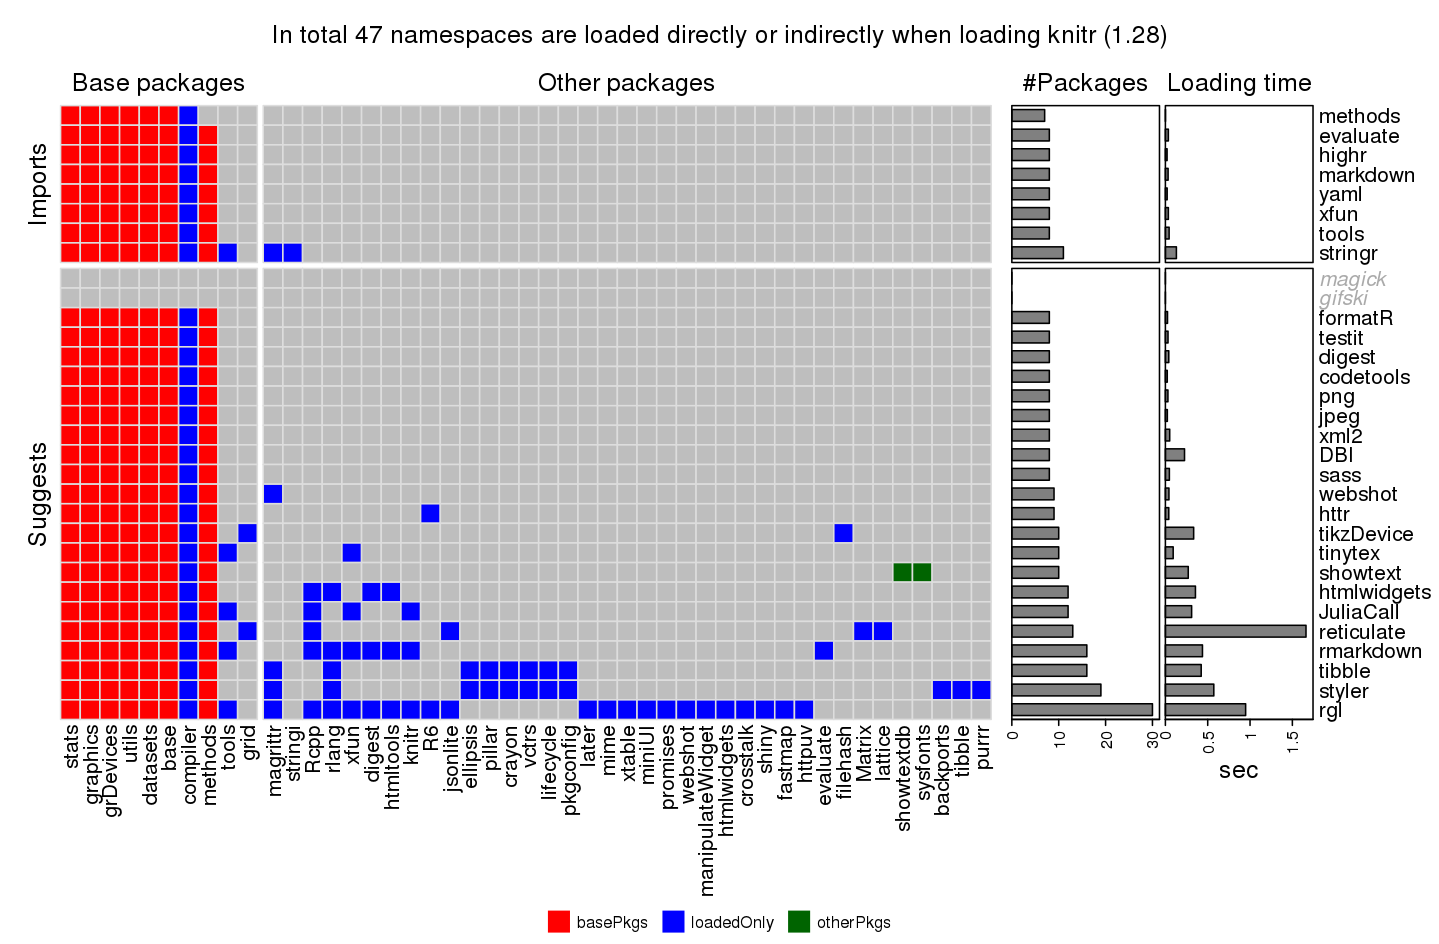 In total 47 namespaces are loaded directly or indirectly when loading knitr (1.28)
Base packages
Other packages
#Packages
Loading time
Imports
methods
evaluate
highr
markdown
yaml
xfun
tools
stringr
Suggests
magick
gifski
formatR
testit
digest
codetools
png
jpeg
xml2
DBI
sass
webshot
httr
tikzDevice
tinytex
showtext
htmlwidgets
JuliaCall
reticulate
rmarkdown
tibble
styler
rgl
stats
graphics
grDevices
utils
datasets
base
compiler
methods
tools
grid
magrittr
stringi
Rcpp
rlang
xfun
digest
htmltools
knitr
R6
jsonlite
ellipsis
pillar
crayon
vctrs
lifecycle
pkgconfig
later
mime
xtable
miniUI
promises
webshot
manipulateWidget
htmlwidgets
crosstalk
shiny
fastmap
httpuv
evaluate
filehash
Matrix
lattice
showtextdb
sysfonts
backports
tibble
purrr
0
10
20
30
0
0.5
1
1.5
sec
basePkgs
loadedOnly
otherPkgs